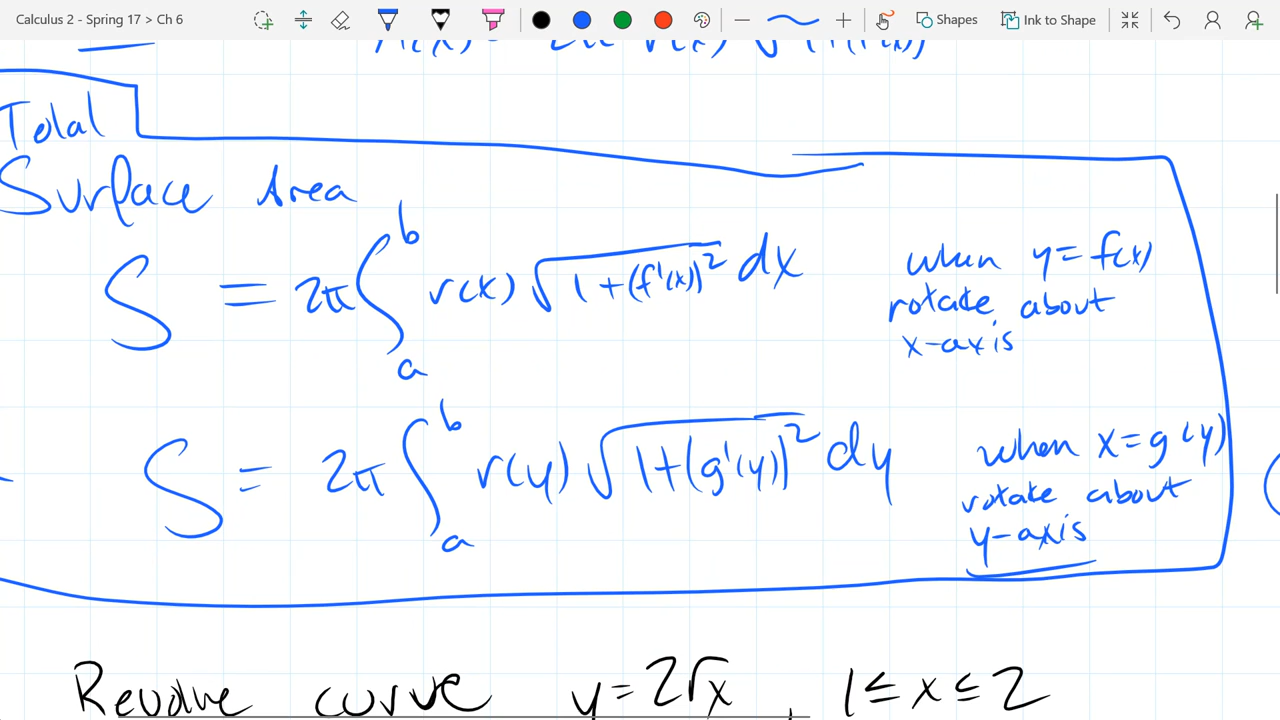 Calculus 2 - Spring 17 > Ch 6
Shapes
Ink to Shape
Total
Surface Area
S = 2π ∫_a^b r(x) √(1+(f'(x))^2) dx
when y = f(x)
rotate about
x-axis
S = 2π ∫_a^b r(y) √(1+(g'(y))^2) dy
when x = g(y)
rotate about
y-axis
Revolve curve y = 2√x , 1 ≤ x ≤ 2